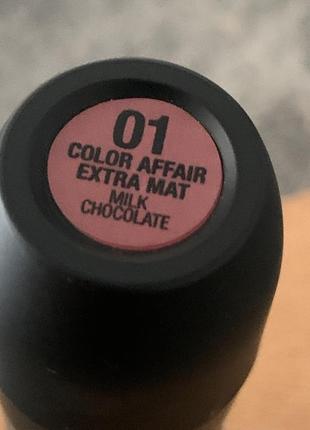 01
COLOR AFFAIR
EXTRA MAT
MILK
CHOCOLATE